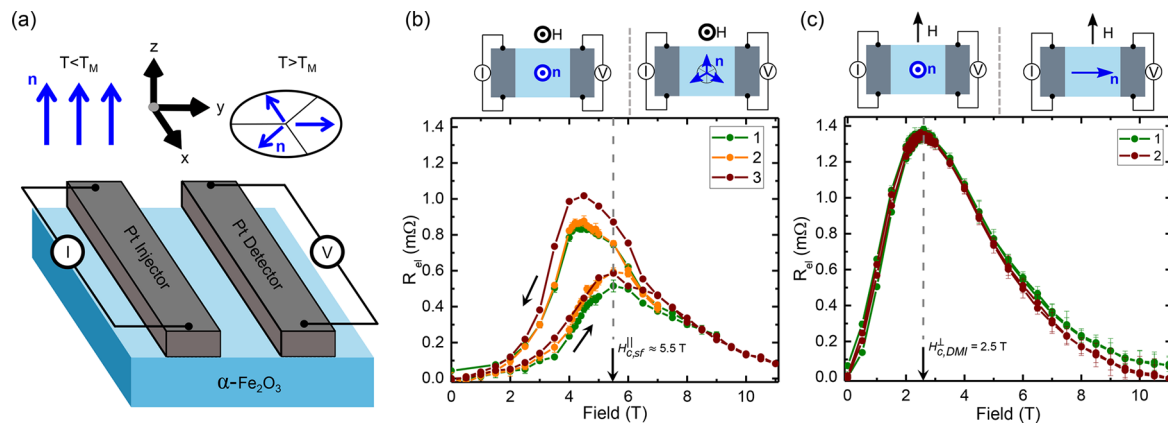 (a)
T<T_M
T>T_M
n
z
y
x
n
Pt Injector
Pt Detector
I
V
α-Fe₂O₃
(b)
H
H
I
n
V
I
n
V
1.4
1.2
1.0
0.8
0.6
0.4
0.2
0.0
R_el (mΩ)
1
2
3
H^||_c,sf ≈ 5.5 T
0 2 4 6 8 10
Field (T)
(c)
H
H
I
n
V
I
n
V
1.4
1.2
1.0
0.8
0.6
0.4
0.2
0.0
R_el (mΩ)
1
2
H^⊥_c,DMI = 2.5 T
0 2 4 6 8 10
Field (T)